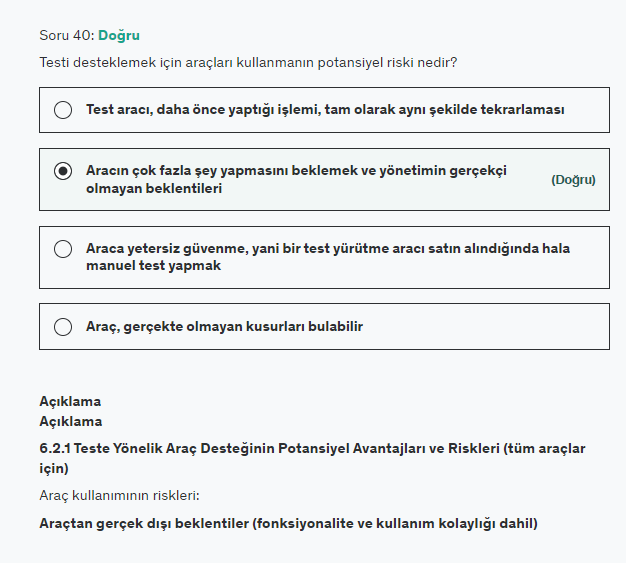 Soru 40: Doğru
Testi desteklemek için araçları kullanmanın potansiyel riski nedir?
Test aracı, daha önce yaptığı işlemi, tam olarak aynı şekilde tekrarlaması
Aracın çok fazla şey yapmasını beklemek ve yönetimin gerçekçi
olmayan beklentileri
(Doğru)
Araca yetersiz güvenme, yani bir test yürütme aracı satın alındığında hala
manuel test yapmak
Araç, gerçekte olmayan kusurları bulabilir
Açıklama
Açıklama
6.2.1 Teste Yönelik Araç Desteğinin Potansiyel Avantajları ve Riskleri (tüm araçlar
için)
Araç kullanımının riskleri:
Araçtan gerçek dışı beklentiler (fonksiyonalite ve kullanım kolaylığı dahil)